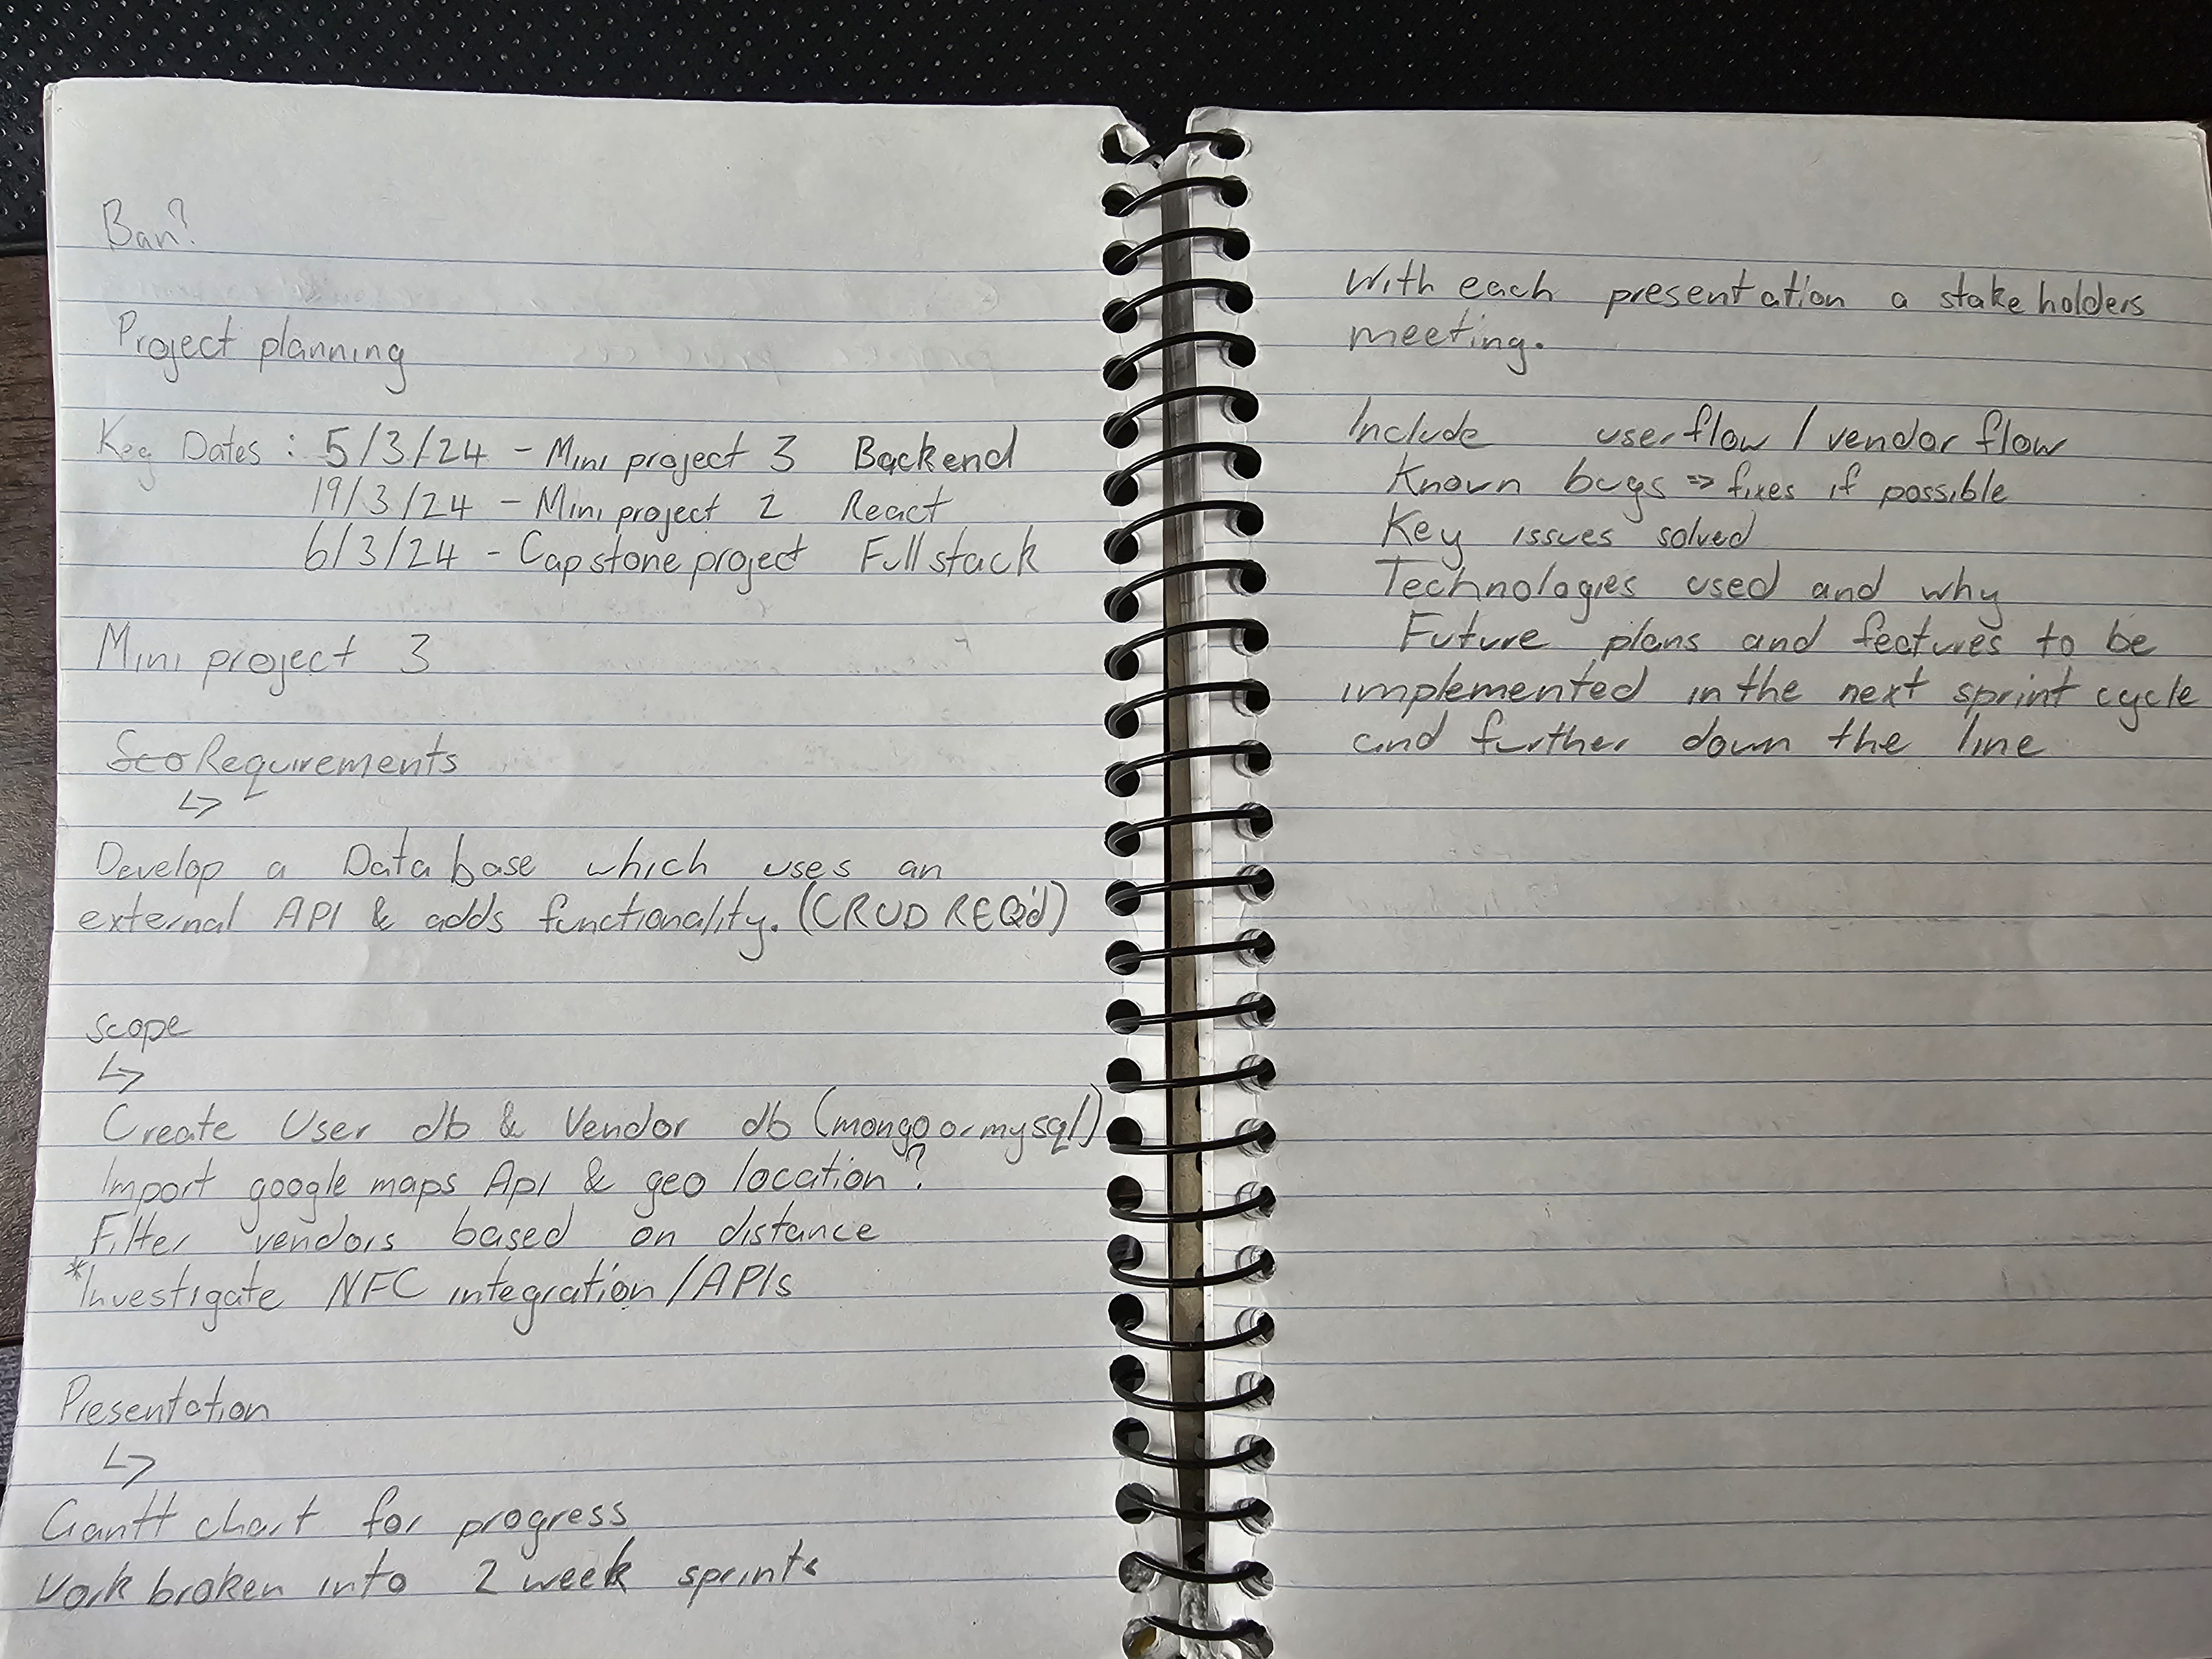 Ban?
Project planning
Key Dates : 5/3/24 - Mini project 3 Backend
19/3/24 - Mini project 2 React
6/3/24 - Capstone project Full stack
Mini project 3
Sco Requirements
↳
Develop a Data base which uses an
external API & adds functionality. (CRUD REQ'd)
scope
↳
Create User db & Vendor db (mongo or mysql)
Import google maps Api & geo location?
Filter vendors based on distance
*Investigate NFC integration/APIs
Presentation
↳
Gantt chart for progress
Work broken into 2 week sprints
With each presentation a stake holders
meeting.
Include userflow / vendor flow
Known bugs => fixes if possible
Key issues solved
Technologies used and why
Future plans and features to be
implemented in the next sprint cycle
and further down the line